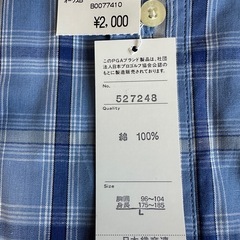 B0077410
¥2,000
このPGAブランド製品は、社団
法人日本プロゴルフ協会公認のも
とに製造販売されております。
No.
527248
Quality
綿 100%
Size
胸囲 96~104
身長 175~185
L